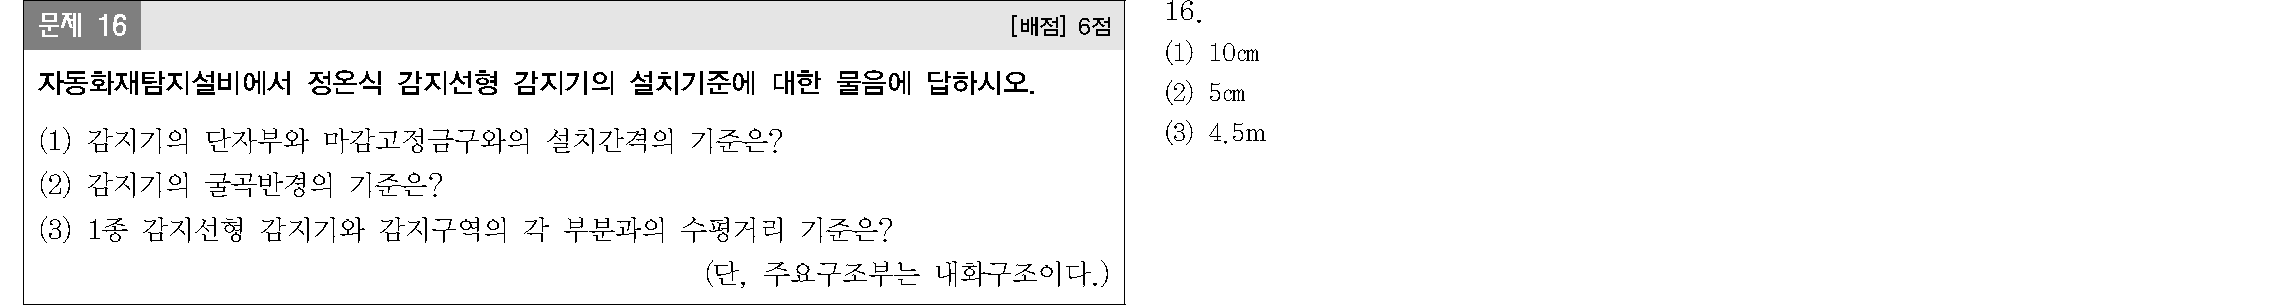 문제 16
[배점] 6점
자동화재탐지설비에서 정온식 감지선형 감지기의 설치기준에 대한 물음에 답하시오.
(1) 감지기의 단자부와 마감고정금구와의 설치간격의 기준은?
(2) 감지기의 굴곡반경의 기준은?
(3) 1종 감지선형 감지기와 감지구역의 각 부분과의 수평거리 기준은?
(단, 주요구조부는 내화구조이다.)
16.
(1) 10㎝
(2) 5㎝
(3) 4.5m